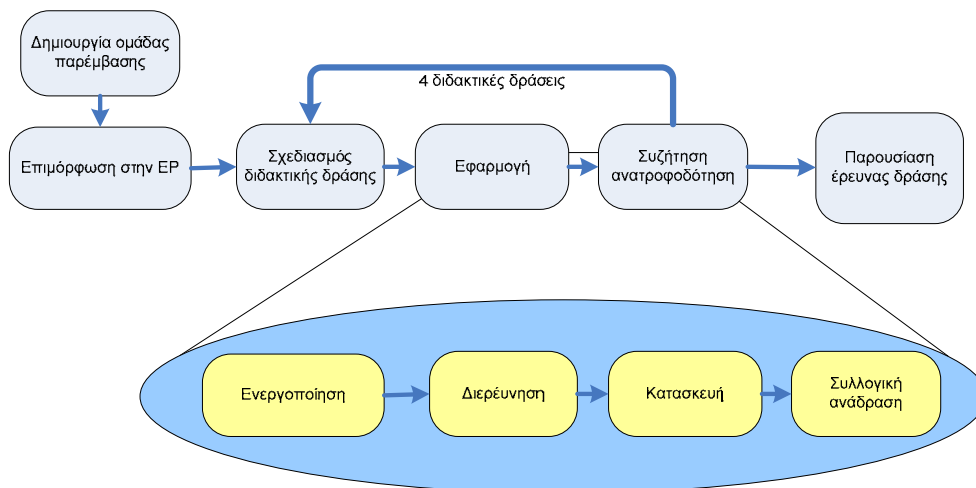 Δημιουργία ομάδας
παρέμβασης
4 διδακτικές δράσεις
Επιμόρφωση στην ΕΡ
Σχεδιασμός
διδακτικής δράσης
Εφαρμογή
Συζήτηση
ανατροφοδότηση
Παρουσίαση
έρευνας δράσης
Ενεργοποίηση
Διερέυνηση
Κατασκευή
Συλλογική
ανάδραση